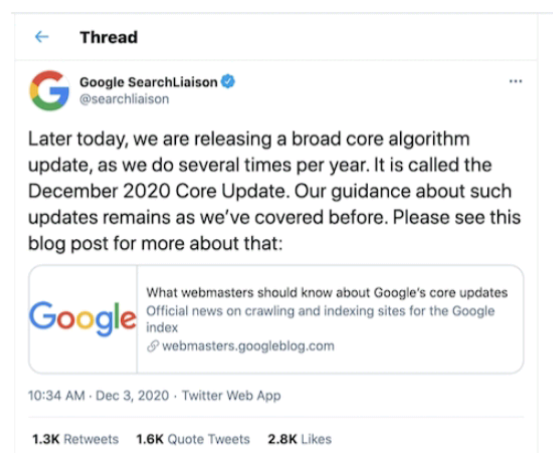 Thread
Google SearchLiaison
@searchliaison
Later today, we are releasing a broad core algorithm
update, as we do several times per year. It is called the
December 2020 Core Update. Our guidance about such
updates remains as we’ve covered before. Please see this
blog post for more about that:
Google
What webmasters should know about Google's core updates
Official news on crawling and indexing sites for the Google
index
webmasters.googleblog.com
10:34 AM · Dec 3, 2020 · Twitter Web App
1.3K Retweets 1.6K Quote Tweets 2.8K Likes